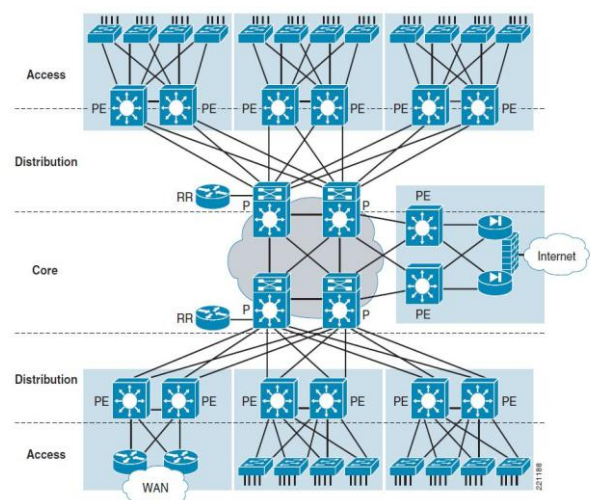 Access
PE
PE
PE
PE
PE
PE
Distribution
RR
P
P
PE
Core
Internet
RR
P
P
PE
Distribution
PE
PE
PE
PE
PE
PE
Access
WAN
221188